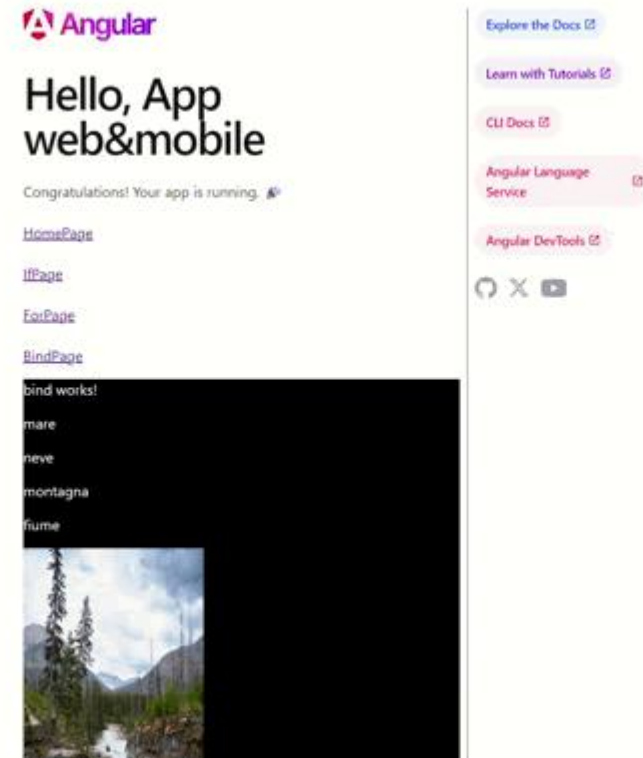 Angular
Hello, App
web&mobile
Congratulations! Your app is running.
HomePage
IfPage
ForPage
BindPage
bind works!
mare
neve
montagna
fiume
Explore the Docs
Learn with Tutorials
CLI Docs
Angular Language
Service
Angular DevTools